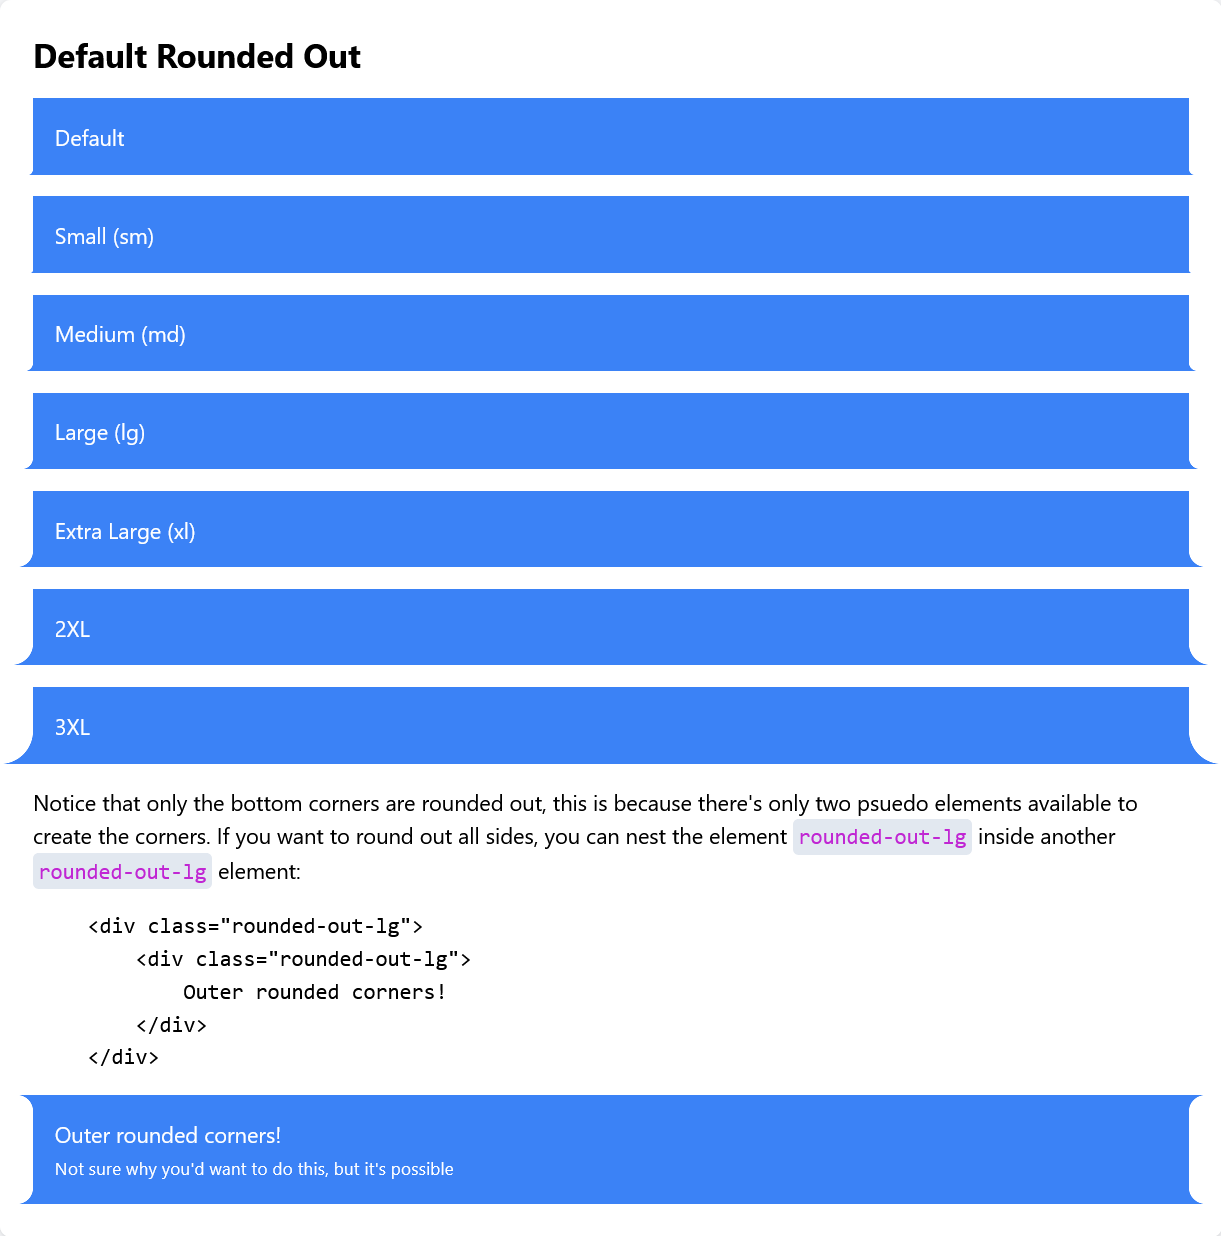 Default Rounded Out
Default
Small (sm)
Medium (md)
Large (lg)
Extra Large (xl)
2XL
3XL
Notice that only the bottom corners are rounded out, this is because there's only two psuedo elements available to
create the corners. If you want to round out all sides, you can nest the element rounded-out-lg inside another
rounded-out-lg element:
<div class="rounded-out-lg">
    <div class="rounded-out-lg">
        Outer rounded corners!
    </div>
</div>
Outer rounded corners!
Not sure why you'd want to do this, but it's possible